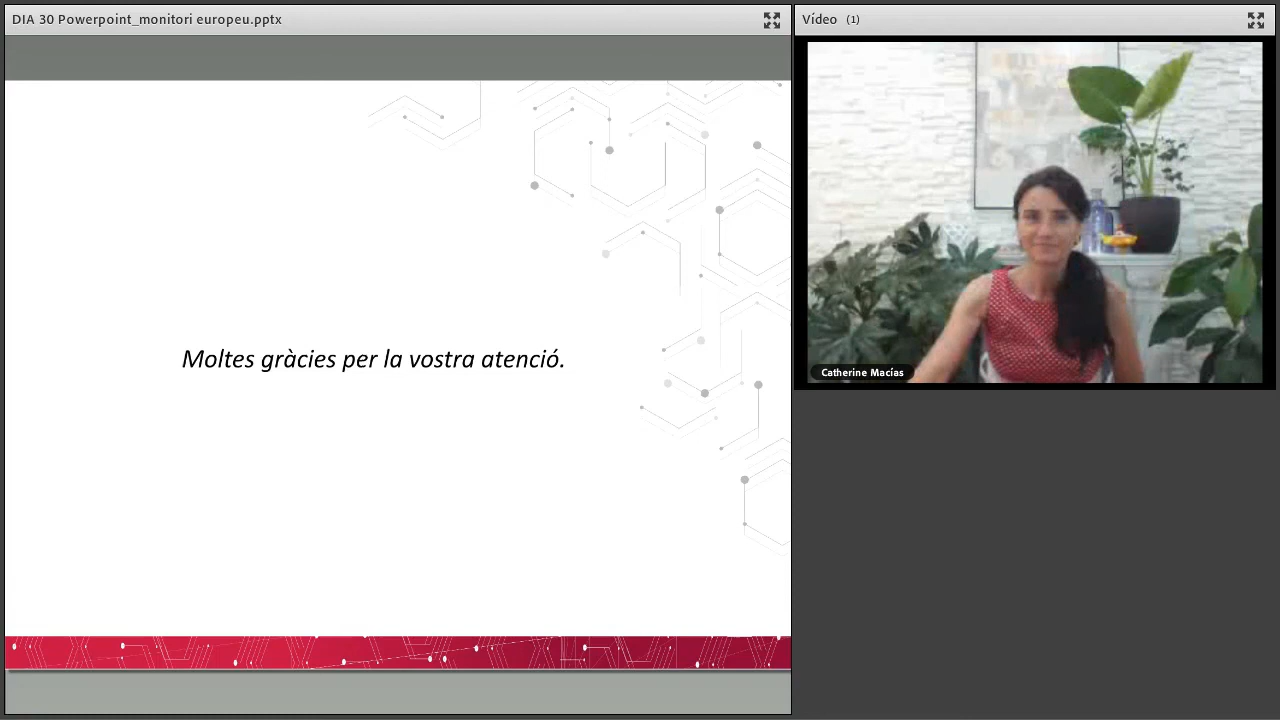 DIA 30 Powerpoint_monitori europeu.pptx
Vídeo (1)
Moltes gràcies per la vostra atenció.
Catherine Macías